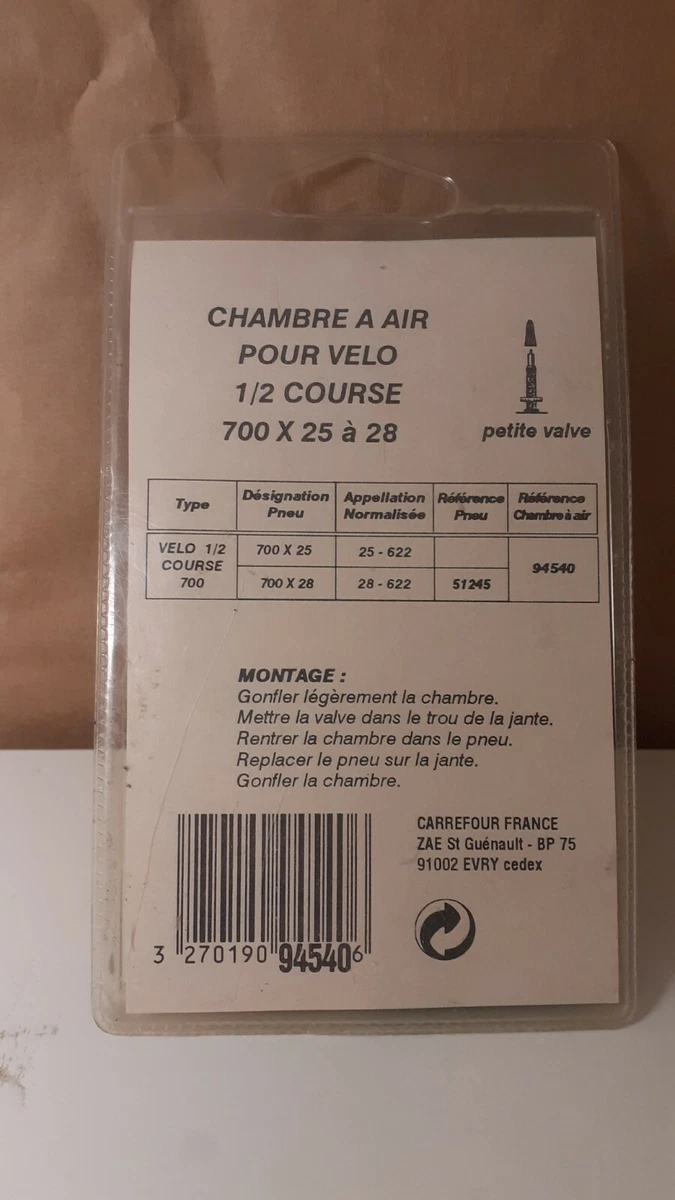 CHAMBRE A AIR
POUR VELO
1/2 COURSE
700 X 25 à 28
petite valve
Type
Désignation Pneu
Appellation Normalisée
Référence Pneu
Référence Chambre à air
VELO 1/2 COURSE 700
700 X 25
25 - 622
94540
700 X 28
28 - 622
51245
MONTAGE :
Gonfler légèrement la chambre.
Mettre la valve dans le trou de la jante.
Rentrer la chambre dans le pneu.
Replacer le pneu sur la jante.
Gonfler la chambre.
CARREFOUR FRANCE
ZAE St Guénault - BP 75
91002 EVRY cedex
3 270190 945406